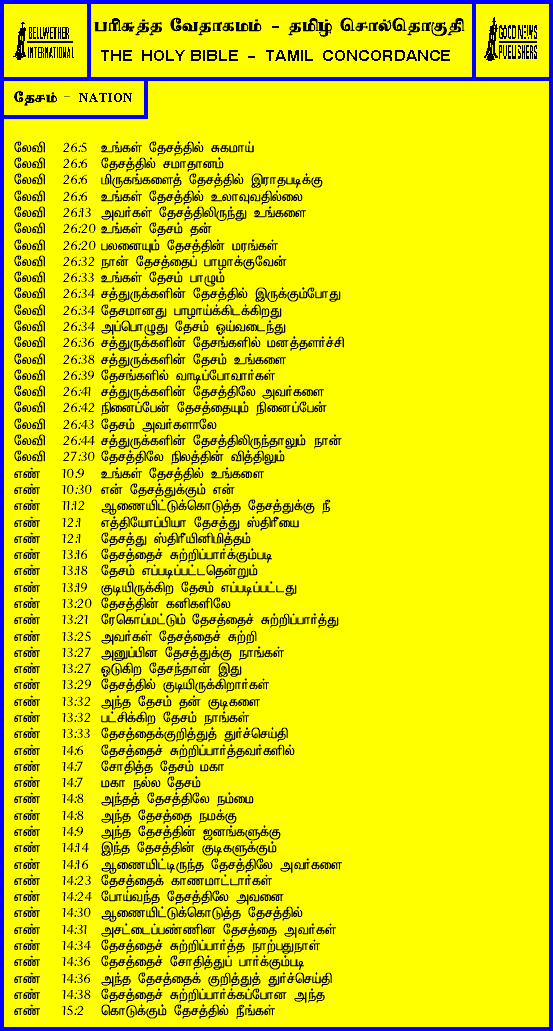 BELLWETHER
INTERNATIONAL
பரிசுத்த வேதாகமம் - தமிழ் சொல்தொகுதி
THE HOLY BIBLE - TAMIL CONCORDANCE
GOOD NEWS
PUBLISHERS
தேசம் - NATION
லேவி 26:5 உங்கள் தேசத்தில் சுகமாய்
லேவி 26:6 தேசத்தில் சமாதானம்
லேவி 26:6 மிருகங்களைத் தேசத்தில் இராதபடிக்கு
லேவி 26:6 உங்கள் தேசத்தில் உலாவுவதில்லை
லேவி 26:13 அவர்கள் தேசத்திலிருந்து உங்களை
லேவி 26:20 உங்கள் தேசம் தன்
லேவி 26:20 பலனையும் தேசத்தின் மரங்கள்
லேவி 26:32 நான் தேசத்தைப் பாழாக்குவேன்
லேவி 26:33 உங்கள் தேசம் பாழும்
லேவி 26:34 சத்துருக்களின் தேசத்தில் இருக்கும்போது
லேவி 26:34 தேசமானது பாழாய்க்கிடக்கிறது
லேவி 26:34 அப்பொழுது தேசம் ஓய்வடைந்து
லேவி 26:36 சத்துருக்களின் தேசங்களில் மனத்தளர்ச்சி
லேவி 26:38 சத்துருக்களின் தேசம் உங்களை
லேவி 26:39 தேசங்களில் வாடிப்போவார்கள்
லேவி 26:41 சத்துருக்களின் தேசத்திலே அவர்களை
லேவி 26:42 நினைப்பேன் தேசத்தையும் நினைப்பேன்
லேவி 26:43 தேசம் அவர்களாலே
லேவி 26:44 சத்துருக்களின் தேசத்திலிருந்தாலும் நான்
லேவி 27:30 தேசத்திலே நிலத்தின் வித்திலும்
எண் 10:9 உங்கள் தேசத்தில் உங்களை
எண் 10:30 என் தேசத்துக்கும் என்
எண் 11:12 ஆணையிட்டுக்கொடுத்த தேசத்துக்கு நீ
எண் 12:1 எத்தியோப்பியா தேசத்து ஸ்திரீயை
எண் 12:1 தேசத்து ஸ்திரீயினிமித்தம்
எண் 13:16 தேசத்தைச் சுற்றிப்பார்க்கும்படி
எண் 13:18 தேசம் எப்படிப்பட்டதென்றும்
எண் 13:19 குடியிருக்கிற தேசம் எப்படிப்பட்டது
எண் 13:20 தேசத்தின் கனிகளிலே
எண் 13:21 ரேகொப்மட்டும் தேசத்தைச் சுற்றிப்பார்த்து
எண் 13:25 அவர்கள் தேசத்தைச் சுற்றி
எண் 13:27 அனுப்பின தேசத்துக்கு நாங்கள்
எண் 13:27 ஓடுகிற தேசந்தான் இது
எண் 13:29 தேசத்தில் குடியிருக்கிறார்கள்
எண் 13:32 அந்த தேசம் தன் குடிகளை
எண் 13:32 பட்சிக்கிற தேசம் நாங்கள்
எண் 13:33 தேசத்தைக்குறித்துத் துர்ச்செய்தி
எண் 14:6 தேசத்தைச் சுற்றிப்பார்த்தவர்களில்
எண் 14:7 சோதித்த தேசம் மகா
எண் 14:7 மகா நல்ல தேசம்
எண் 14:8 அந்தத் தேசத்திலே நம்மை
எண் 14:8 அந்த தேசத்தை நமக்கு
எண் 14:9 அந்த தேசத்தின் ஜனங்களுக்கு
எண் 14:14 இந்த தேசத்தின் குடிகளுக்கும்
எண் 14:16 ஆணையிட்டிருந்த தேசத்திலே அவர்களை
எண் 14:23 தேசத்தைக் காணமாட்டார்கள்
எண் 14:24 போய்வந்த தேசத்திலே அவனை
எண் 14:30 ஆணையிட்டுக்கொடுத்த தேசத்தில்
எண் 14:31 அசட்டைப்பண்ணின தேசத்தை அவர்கள்
எண் 14:34 தேசத்தைச் சுற்றிப்பார்த்த நாற்பதுநாள்
எண் 14:36 தேசத்தைச் சோதித்துப் பார்க்கும்படி
எண் 14:36 அந்த தேசத்தைக் குறித்துத் துர்ச்செய்தி
எண் 14:38 தேசத்தைச் சுற்றிப்பார்க்கப்போன அந்த
எண் 15:2 கொடுக்கும் தேசத்தில் நீங்கள்